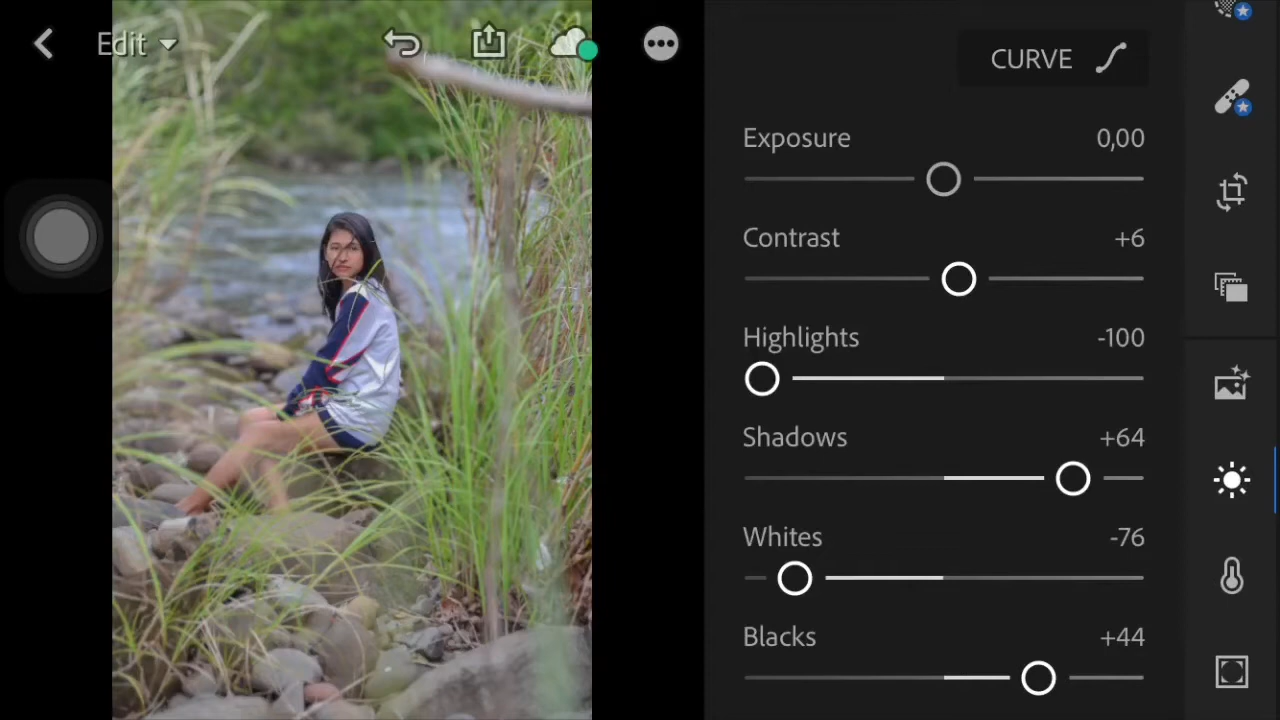 Edit
CURVE
Exposure 0,00
Contrast +6
Highlights -100
Shadows +64
Whites -76
Blacks +44